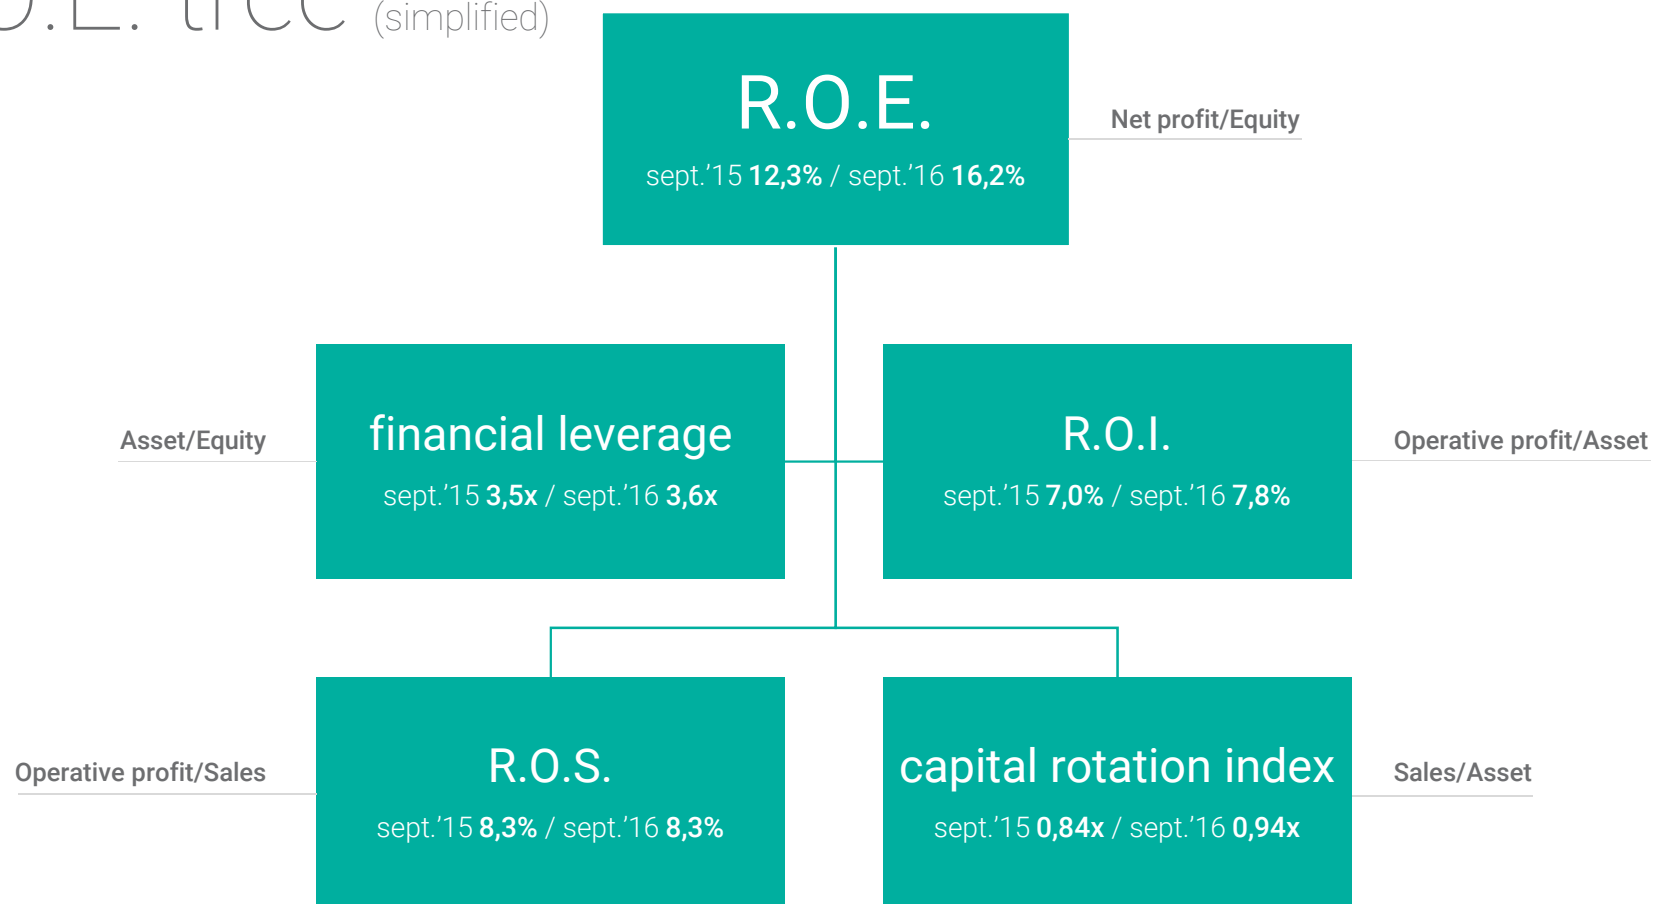 (simplified)
R.O.E.
sept.’15 12,3% / sept.’16 16,2%
Net profit/Equity
Asset/Equity
financial leverage
sept.’15 3,5x / sept.’16 3,6x
R.O.I.
sept.’15 7,0% / sept.’16 7,8%
Operative profit/Asset
Operative profit/Sales
R.O.S.
sept.’15 8,3% / sept.’16 8,3%
capital rotation index
sept.’15 0,84x / sept.’16 0,94x
Sales/Asset